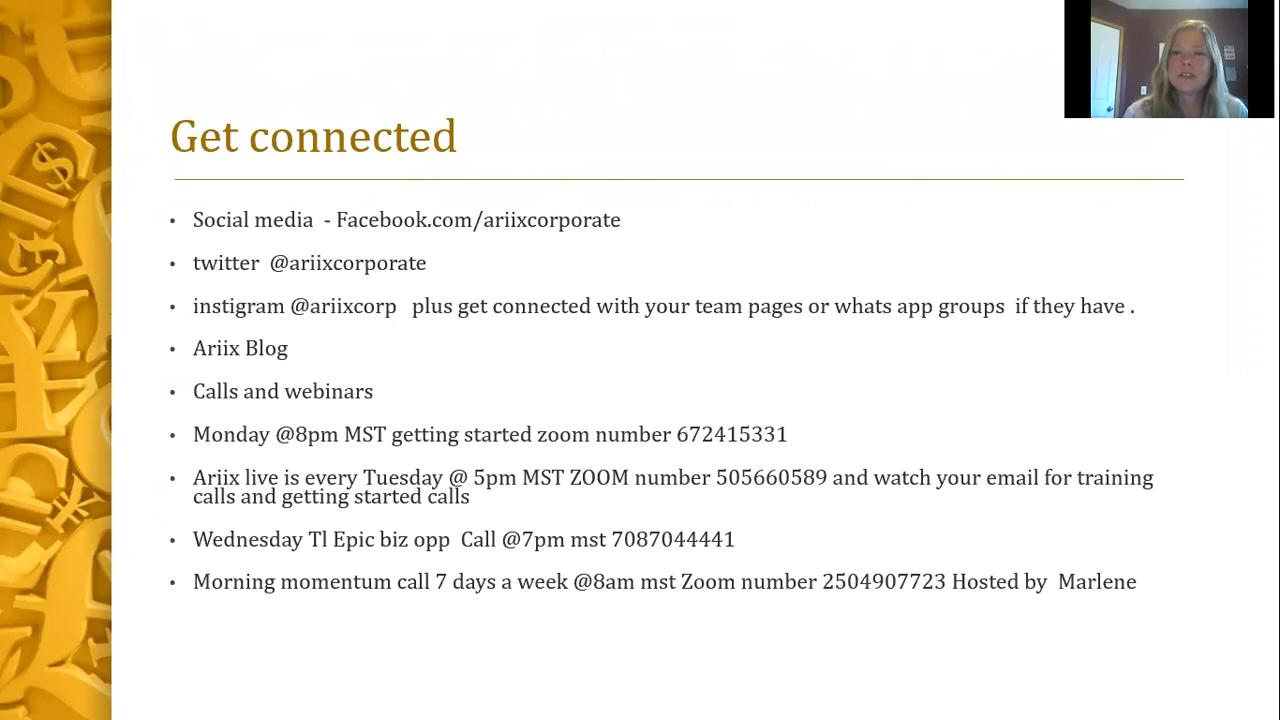 Get connected
• Social media - Facebook.com/ariixcorporate
• twitter @ariixcorporate
• instigram @ariixcorp plus get connected with your team pages or whats app groups if they have .
• Ariix Blog
• Calls and webinars
• Monday @8pm MST getting started zoom number 672415331
• Ariix live is every Tuesday @ 5pm MST ZOOM number 505660589 and watch your email for training
calls and getting started calls
• Wednesday Tl Epic biz opp Call @7pm mst 7087044441
• Morning momentum call 7 days a week @8am mst Zoom number 2504907723 Hosted by Marlene